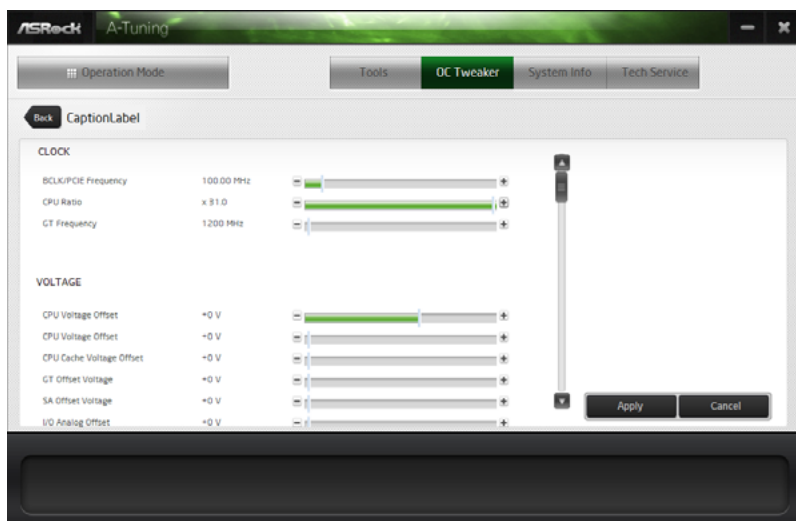 ASRock A-Tuning
Operation Mode Tools OC Tweaker System Info Tech Service
Back CaptionLabel
CLOCK
BCLK/PCIE Frequency 100.00 MHz
CPU Ratio x 31.0
GT Frequency 1200 MHz
VOLTAGE
CPU Voltage Offset +0 V
CPU Voltage Offset +0 V
CPU Cache Voltage Offset +0 V
GT Offset Voltage +0 V
SA Offset Voltage +0 V
I/O Analog Offset +0 V
Apply Cancel